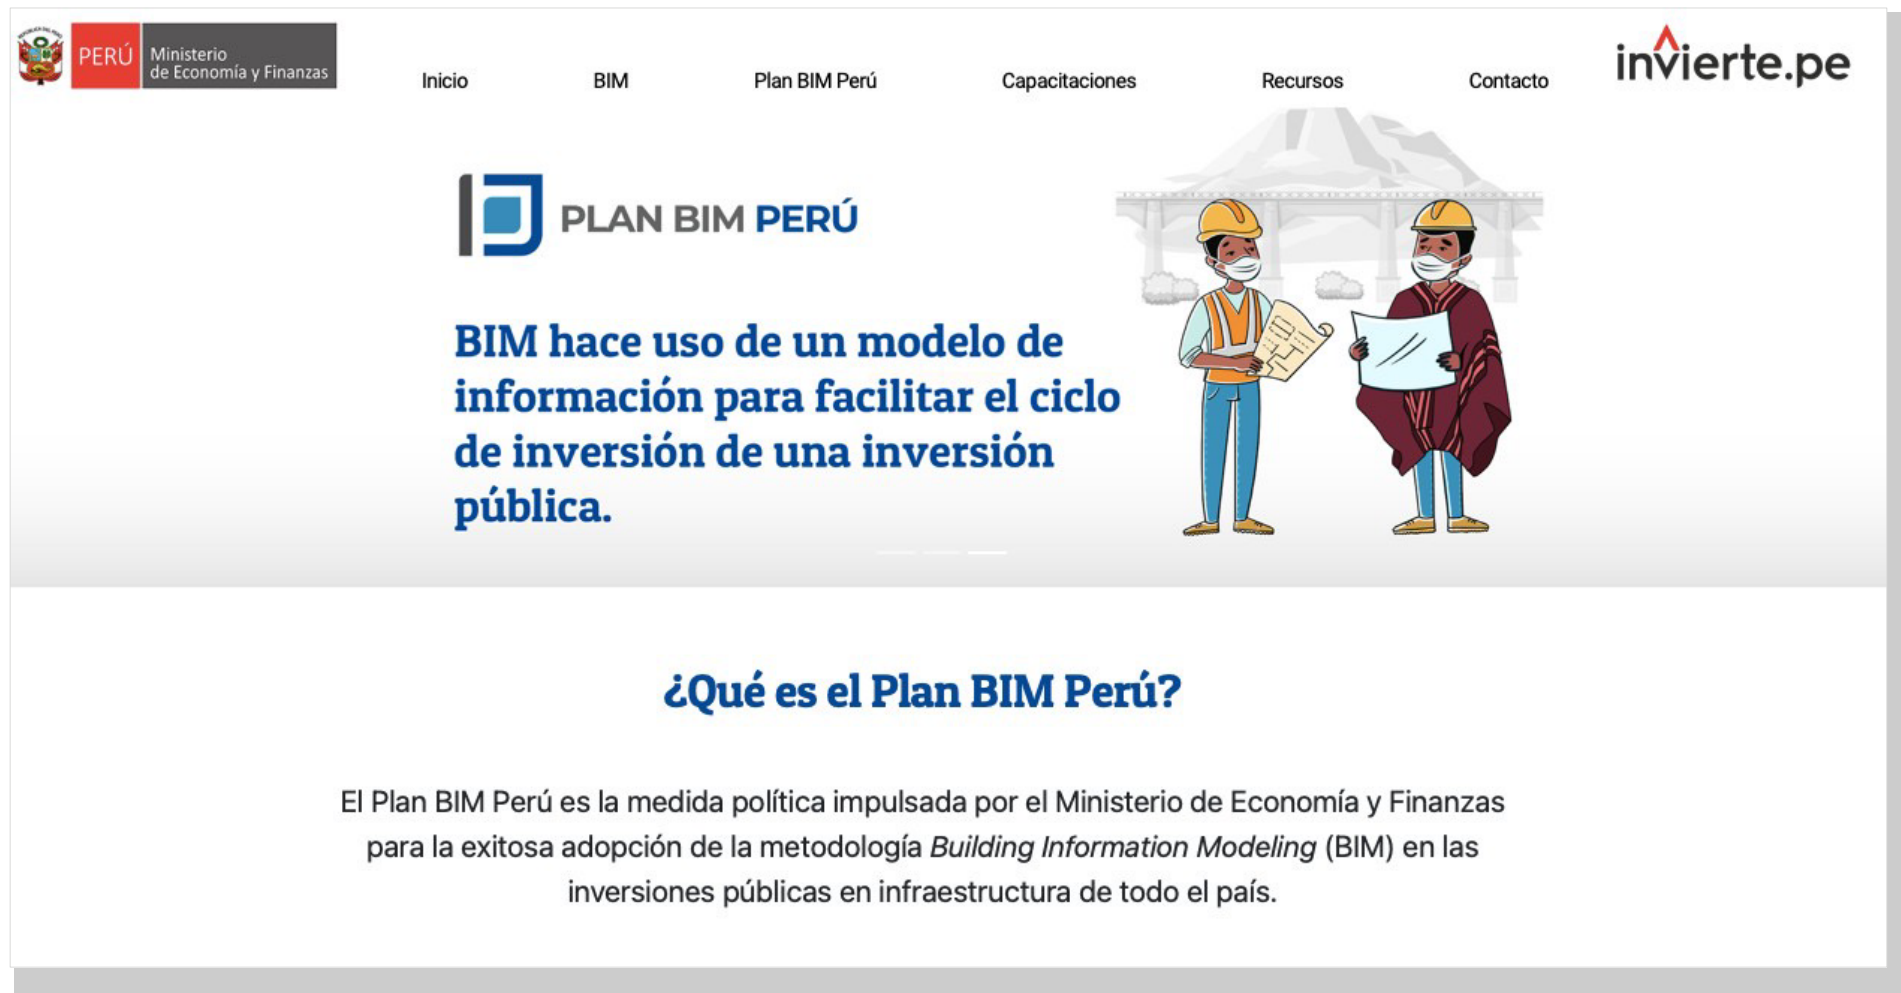 PERÚ
Ministerio
de Economía y Finanzas
Inicio
BIM
Plan BIM Perú
Capacitaciones
Recursos
Contacto
invierte.pe
PLAN BIM PERÚ
BIM hace uso de un modelo de
información para facilitar el ciclo
de inversión de una inversión
pública.
¿Qué es el Plan BIM Perú?
El Plan BIM Perú es la medida política impulsada por el Ministerio de Economía y Finanzas
para la exitosa adopción de la metodología Building Information Modeling (BIM) en las
inversiones públicas en infraestructura de todo el país.